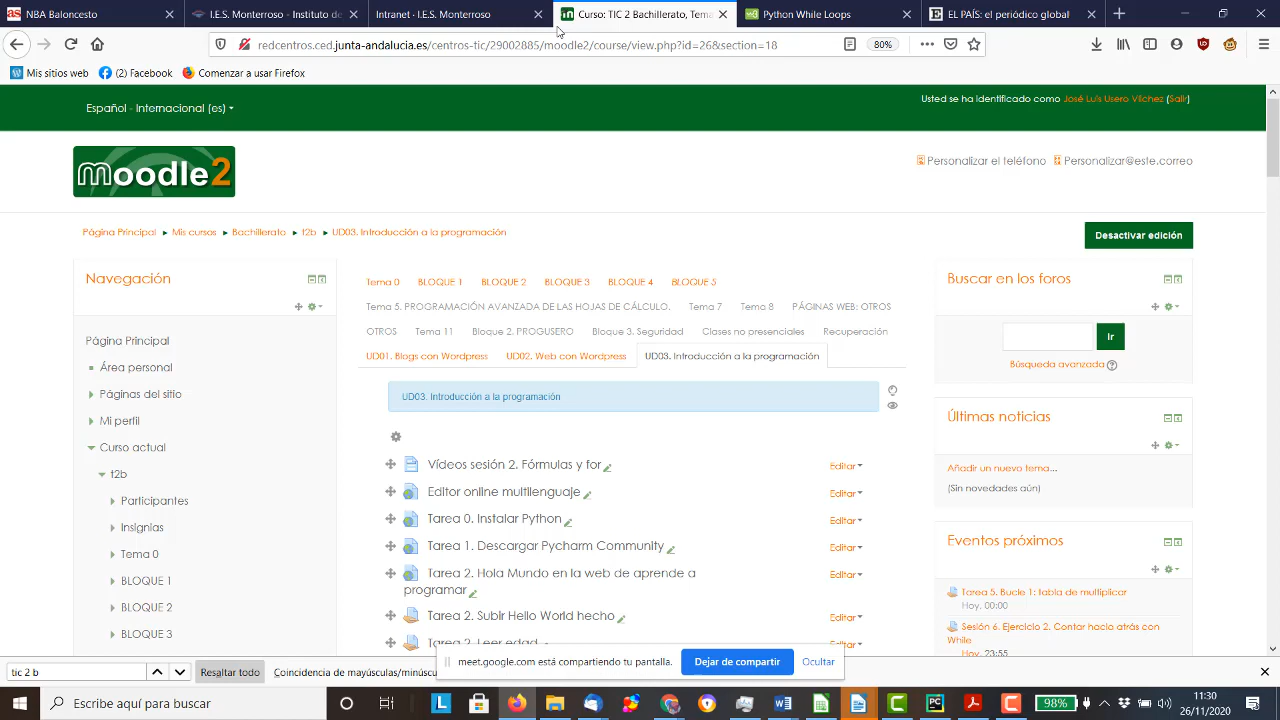 NBA Baloncesto
I.E.S. Monterroso - Instituto de
Intranet - I.E.S. Monterroso
Curso: TIC 2 Bachillerato, Tema
Python While Loops
EL PAÍS: el periódico global
redcentros.ced.junta-andalucia.es/centros-tic/29002885/moodle2/course/view.php?id=26&section=18
80%
Mis sitios web
(2) Facebook
Comenzar a usar Firefox
Español - Internacional (es)
Usted se ha identificado como José Luis Usero Vílchez (Salir)
moodle2
Personalizar el teléfono
Personalizar@este.correo
Página Principal ► Mis cursos ► Bachillerato ► t2b ► UD03. Introducción a la programación
Desactivar edición
Navegación
Página Principal
Área personal
Páginas del sitio
Mi perfil
Curso actual
t2b
Participantes
Insignias
Tema 0
BLOQUE 1
BLOQUE 2
BLOQUE 3
Tema 0 BLOQUE 1 BLOQUE 2 BLOQUE 3 BLOQUE 4 BLOQUE 5
Tema 5. PROGRAMACIÓN AVANZADA DE LAS HOJAS DE CÁLCULO. Tema 7 Tema 8 PÁGINAS WEB: OTROS
OTROS Tema 11 Bloque 2. PROGUSERO Bloque 3. Seguridad Clases no presenciales Recuperación
UD01. Blogs con Wordpress UD02. Web con Wordpress UD03. Introducción a la programación
UD03. Introducción a la programación
Vídeos sesión 2. Fórmulas y for
Editar
Editor online multilenguaje
Editar
Tarea 0. Instalar Python
Editar
Tarea 1. Descargar Pycharm Community
Editar
Tarea 2. Hola Mundo en la web de aprende a
programar
Editar
Tarea 2. Subir Hello World hecho
Editar
Tarea 2. Leer edad
Editar
Buscar en los foros
Ir
Búsqueda avanzada
Últimas noticias
Añadir un nuevo tema...
(Sin novedades aún)
Eventos próximos
Tarea 5. Bucle 1: tabla de multiplicar
Hoy, 00:00
Sesión 6. Ejercicio 2. Contar hacia atrás con
While
Hoy, 23:55
meet.google.com está compartiendo tu pantalla.
Dejar de compartir
Ocultar
tic 2 b
Resaltar todo
Coincidencia de mayúsculas/minúscu
Escribe aquí para buscar
98%
11:30
26/11/2020